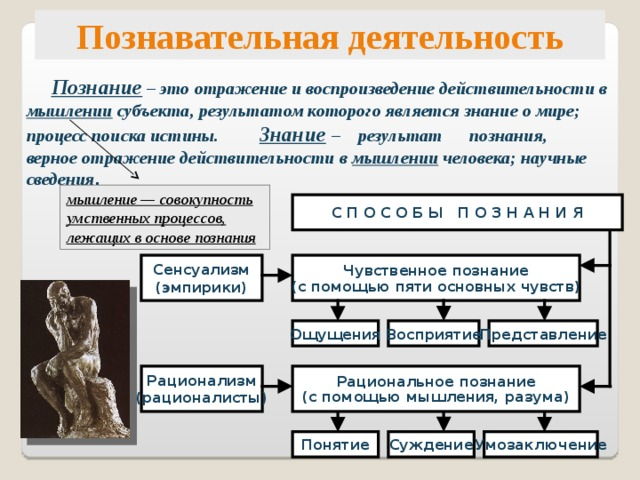 Познавательная деятельность
Познание – это отражение и воспроизведение действительности в
мышлении субъекта, результатом которого является знание о мире;
процесс поиска истины. Знание – результат познания,
верное отражение действительности в мышлении человека; научные
сведения.
мышление — совокупность
умственных процессов,
лежащих в основе познания
СПОСОБЫ ПОЗНАНИЯ
Сенсуализм
(эмпирики)
Чувственное познание
(с помощью пяти основных чувств)
Ощущения Восприятие Представление
Рационализм
(рационалисты)
Рациональное познание
(с помощью мышления, разума)
Понятие Суждение Умозаключение